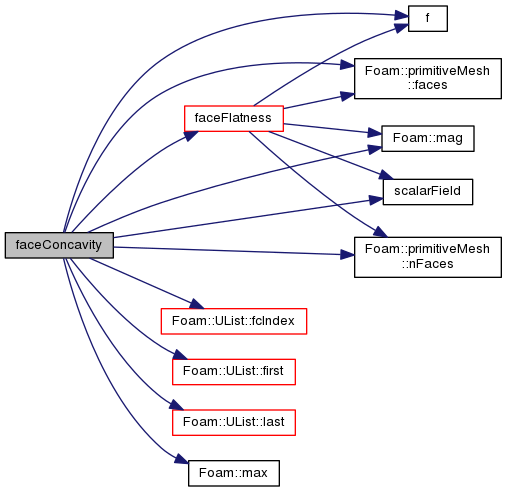 f
Foam::primitiveMesh
::faces
faceFlatness
Foam::mag
scalarField
faceConcavity
Foam::primitiveMesh
::nFaces
Foam::UList::fcIndex
Foam::UList::first
Foam::UList::last
Foam::max